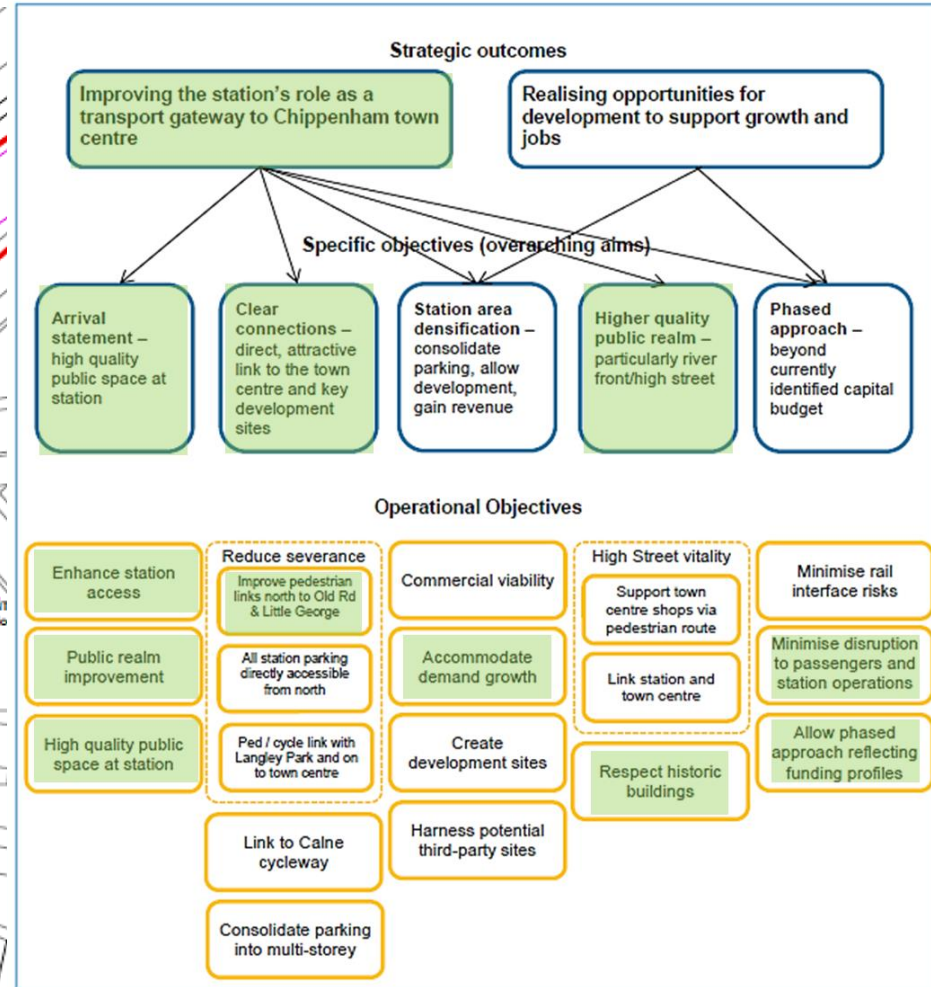 Strategic outcomes
Improving the station's role as a
transport gateway to Chippenham town
centre
Realising opportunities for
development to support growth and
jobs
Specific objectives (overarching aims)
Arrival
statement –
high quality
public space at
station
Clear
connections –
direct, attractive
link to the town
centre and key
development
sites
Station area
densification –
consolidate
parking, allow
development,
gain revenue
Higher quality
public realm –
particularly river
front/high street
Phased
approach –
beyond
currently
identified capital
budget
Operational Objectives
Enhance station
access
Public realm
improvement
High quality public
space at station
Reduce severance
Improve pedestrian
links north to Old Rd
& Little George
All station parking
directly accessible
from north
Ped / cycle link with
Langley Park and on
to town centre
Link to Calne
cycleway
Consolidate parking
into multi-storey
Commercial viability
Accommodate
demand growth
Create
development sites
Harness potential
third-party sites
High Street vitality
Support town
centre shops via
pedestrian route
Link station and
town centre
Respect historic
buildings
Minimise rail
interface risks
Minimise disruption
to passengers and
station operations
Allow phased
approach reflecting
funding profiles